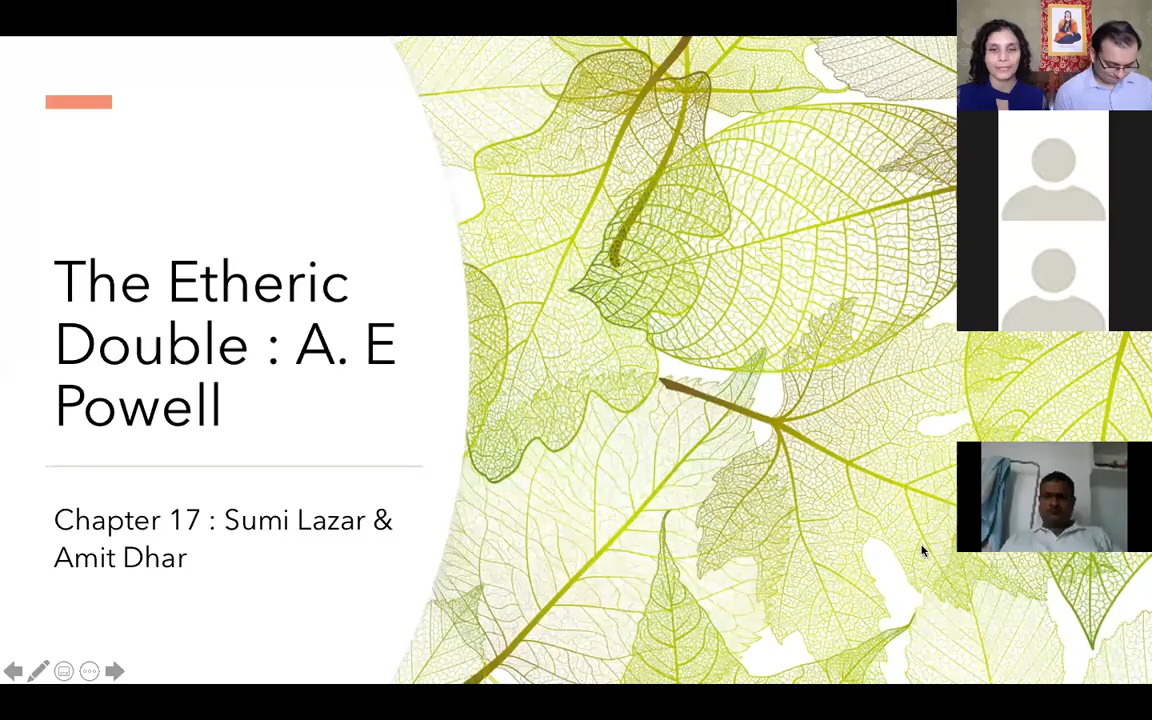 The Etheric
Double : A. E
Powell
Chapter 17 : Sumi Lazar &
Amit Dhar